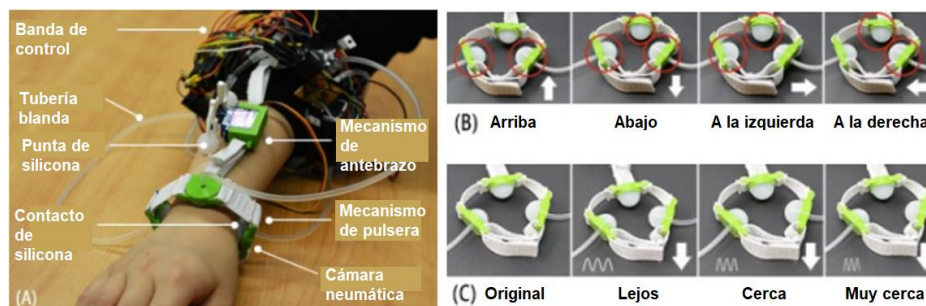 Banda de
control
Tubería
blanda
Punta de
silicona
Contacto
de
silicona
Mecanismo
de
antebrazo
Mecanismo
de pulsera
Cámara
neumática
(A)
(B) Arriba Abajo A la izquierda A la derecha
(C) Original Lejos Cerca Muy cerca